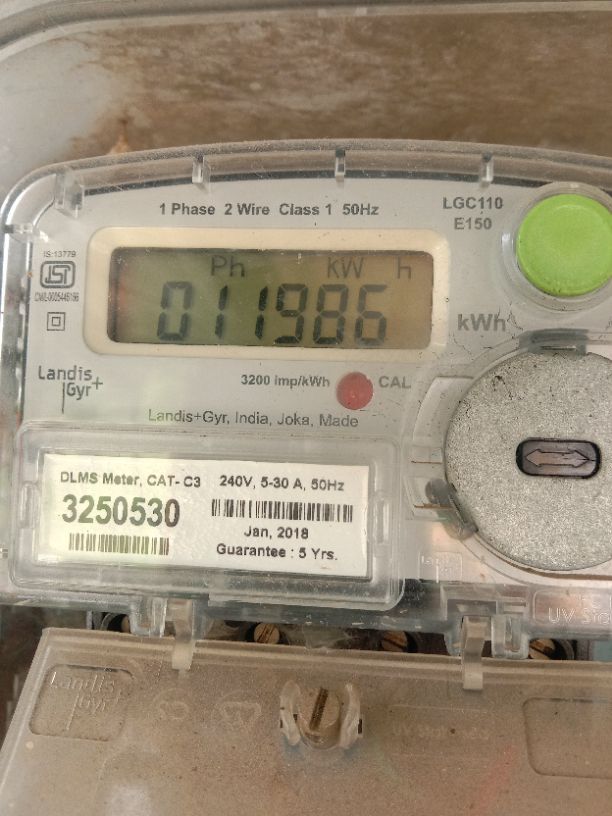 1 Phase 2 Wire Class 1 50Hz
LGC110
E150
IS:13779
Ph kW h
011986
kWh
Landis
Gyr+
3200 imp/kWh
CAL
Landis+Gyr, India, Joka, Made
DLMS Meter, CAT- C3 240V, 5-30 A, 50Hz
3250530
Jan, 2018
Guarantee : 5 Yrs.
Landis
Gyr+